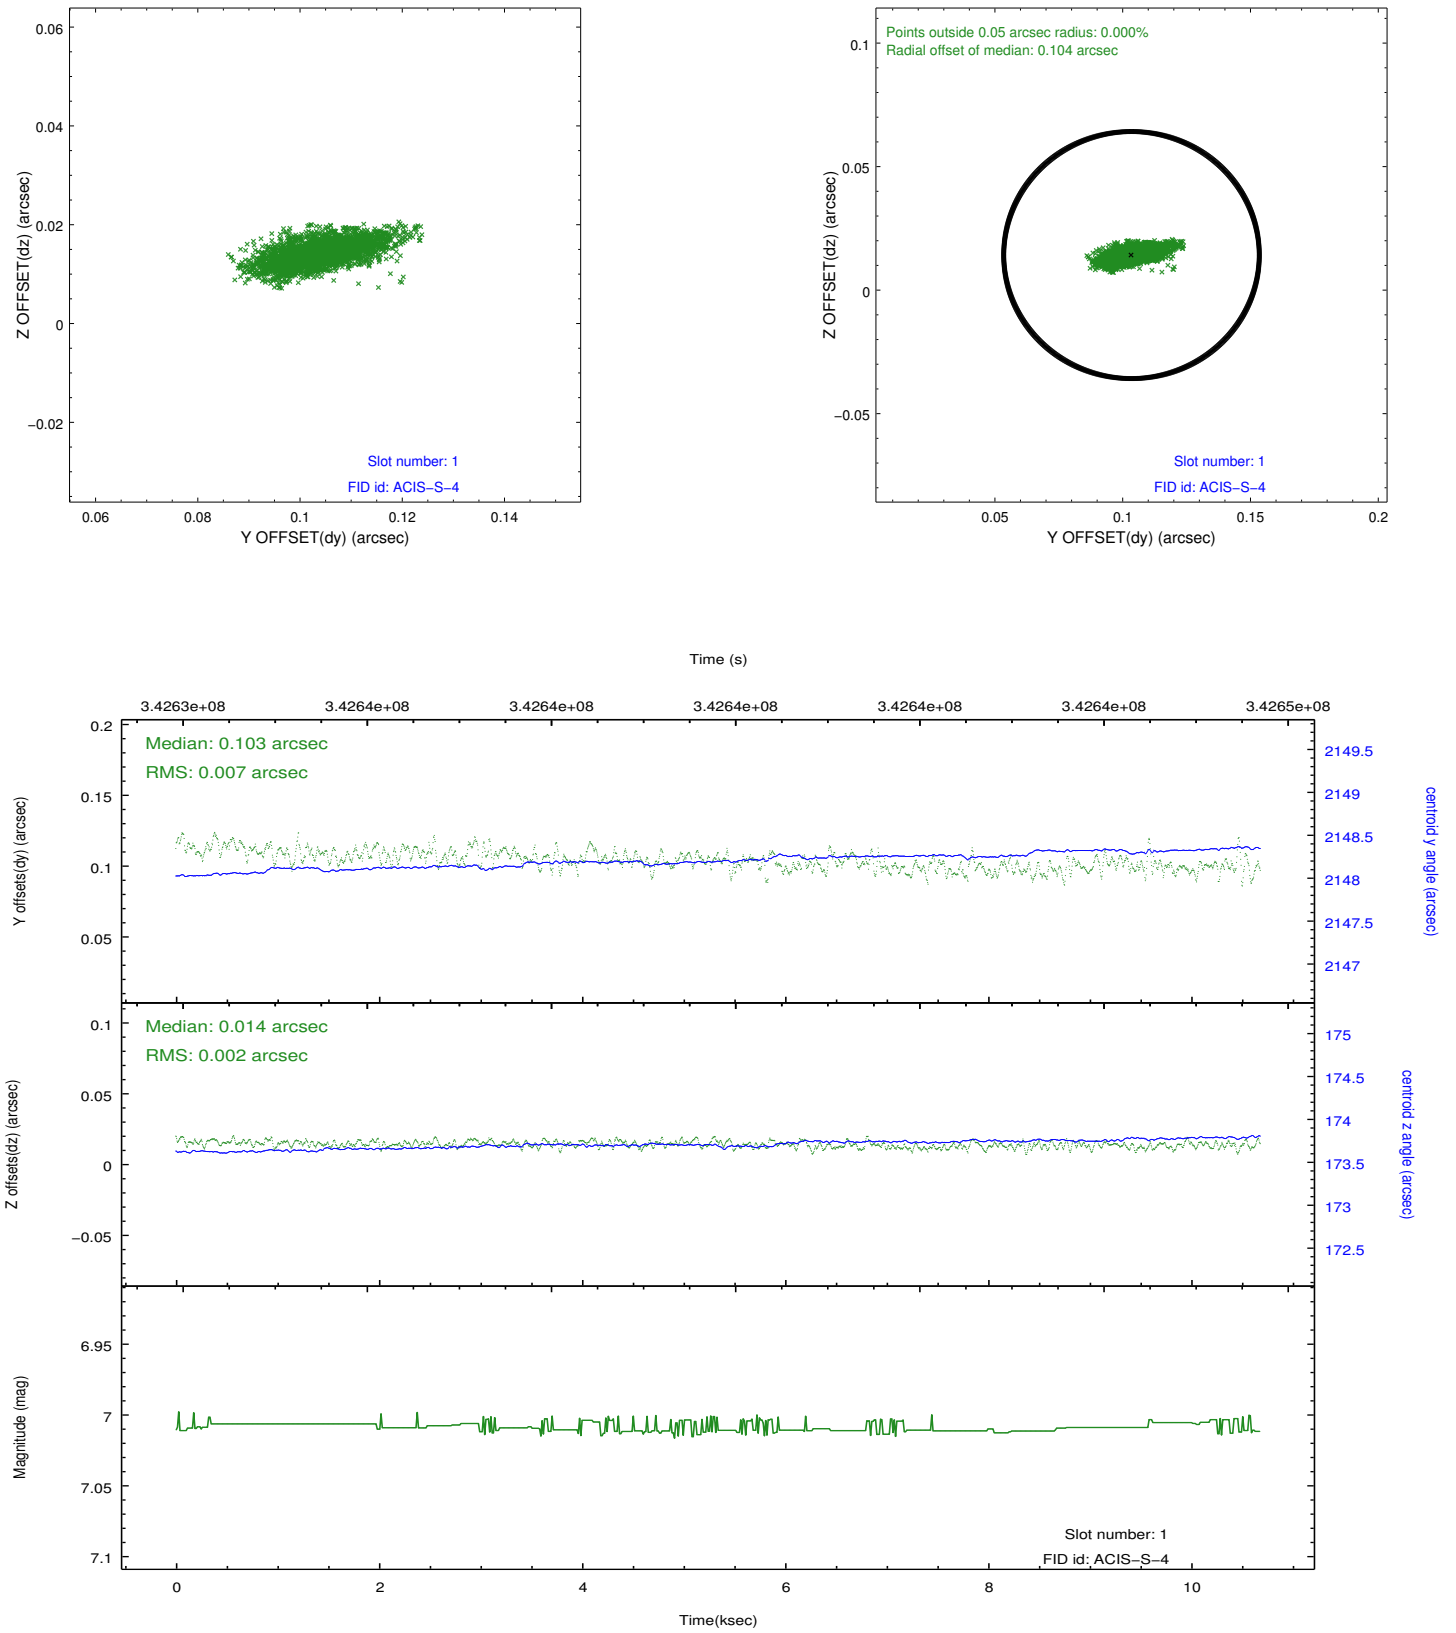 0.06
0.04
0.02
0
−0.02
Z OFFSET(dz) (arcsec)
Slot number: 1
FID id: ACIS−S−4
0.06 0.08 0.1 0.12 0.14
Y OFFSET(dy) (arcsec)
Points outside 0.05 arcsec radius: 0.000%
Radial offset of median: 0.104 arcsec
0.1
0.05
0
−0.05
Z OFFSET(dz) (arcsec)
Slot number: 1
FID id: ACIS−S−4
0.05 0.1 0.15 0.2
Y OFFSET(dy) (arcsec)
Time (s)
3.4263e+08 3.4264e+08 3.4264e+08 3.4264e+08 3.4264e+08 3.4264e+08 3.4265e+08
Median: 0.103 arcsec
RMS: 0.007 arcsec
0.2
0.15
0.1
0.05
Y offsets(dy) (arcsec)
2149.5
2149
2148.5
2148
2147.5
2147
centroid y angle (arcsec)
Median: 0.014 arcsec
RMS: 0.002 arcsec
0.1
0.05
0
−0.05
Z offsets(dz) (arcsec)
175
174.5
174
173.5
173
172.5
centroid z angle (arcsec)
6.95
7
7.05
7.1
Magnitude (mag)
Slot number: 1
FID id: ACIS−S−4
0 2 4 6 8 10
Time(ksec)